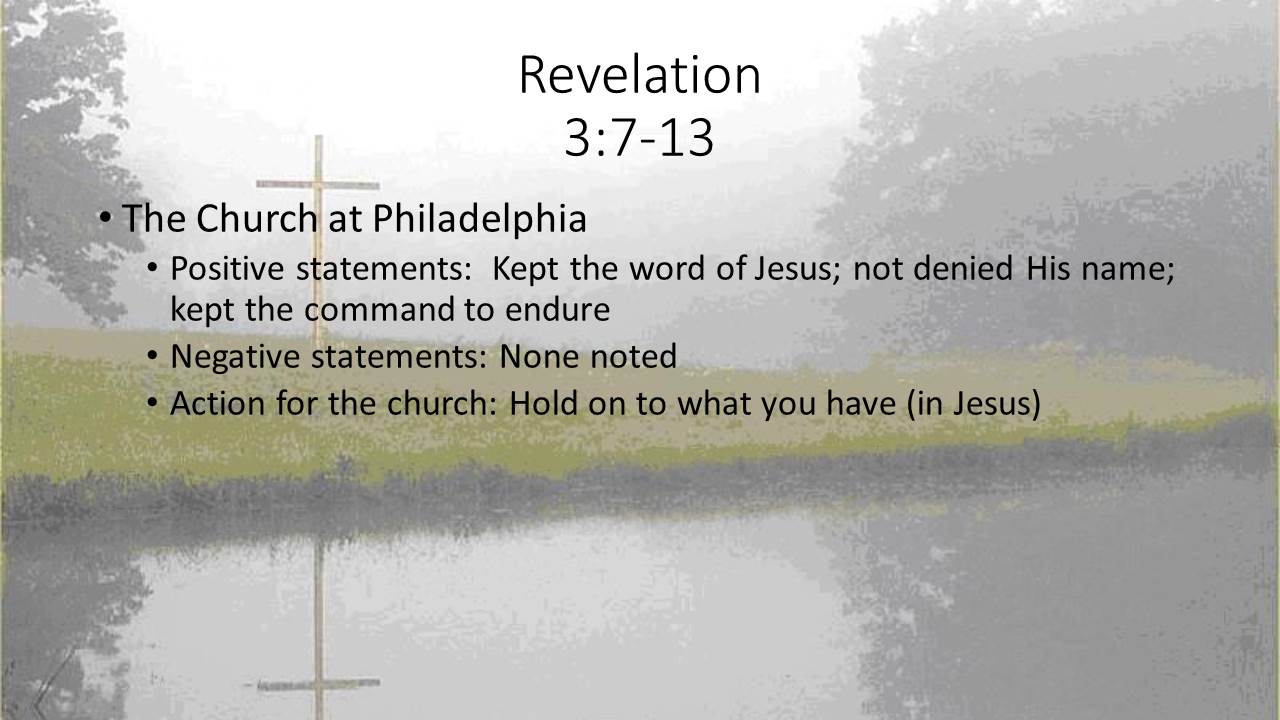 Revelation
3:7-13
• The Church at Philadelphia
• Positive statements:  Kept the word of Jesus; not denied His name;
kept the command to endure
• Negative statements: None noted
• Action for the church: Hold on to what you have (in Jesus)